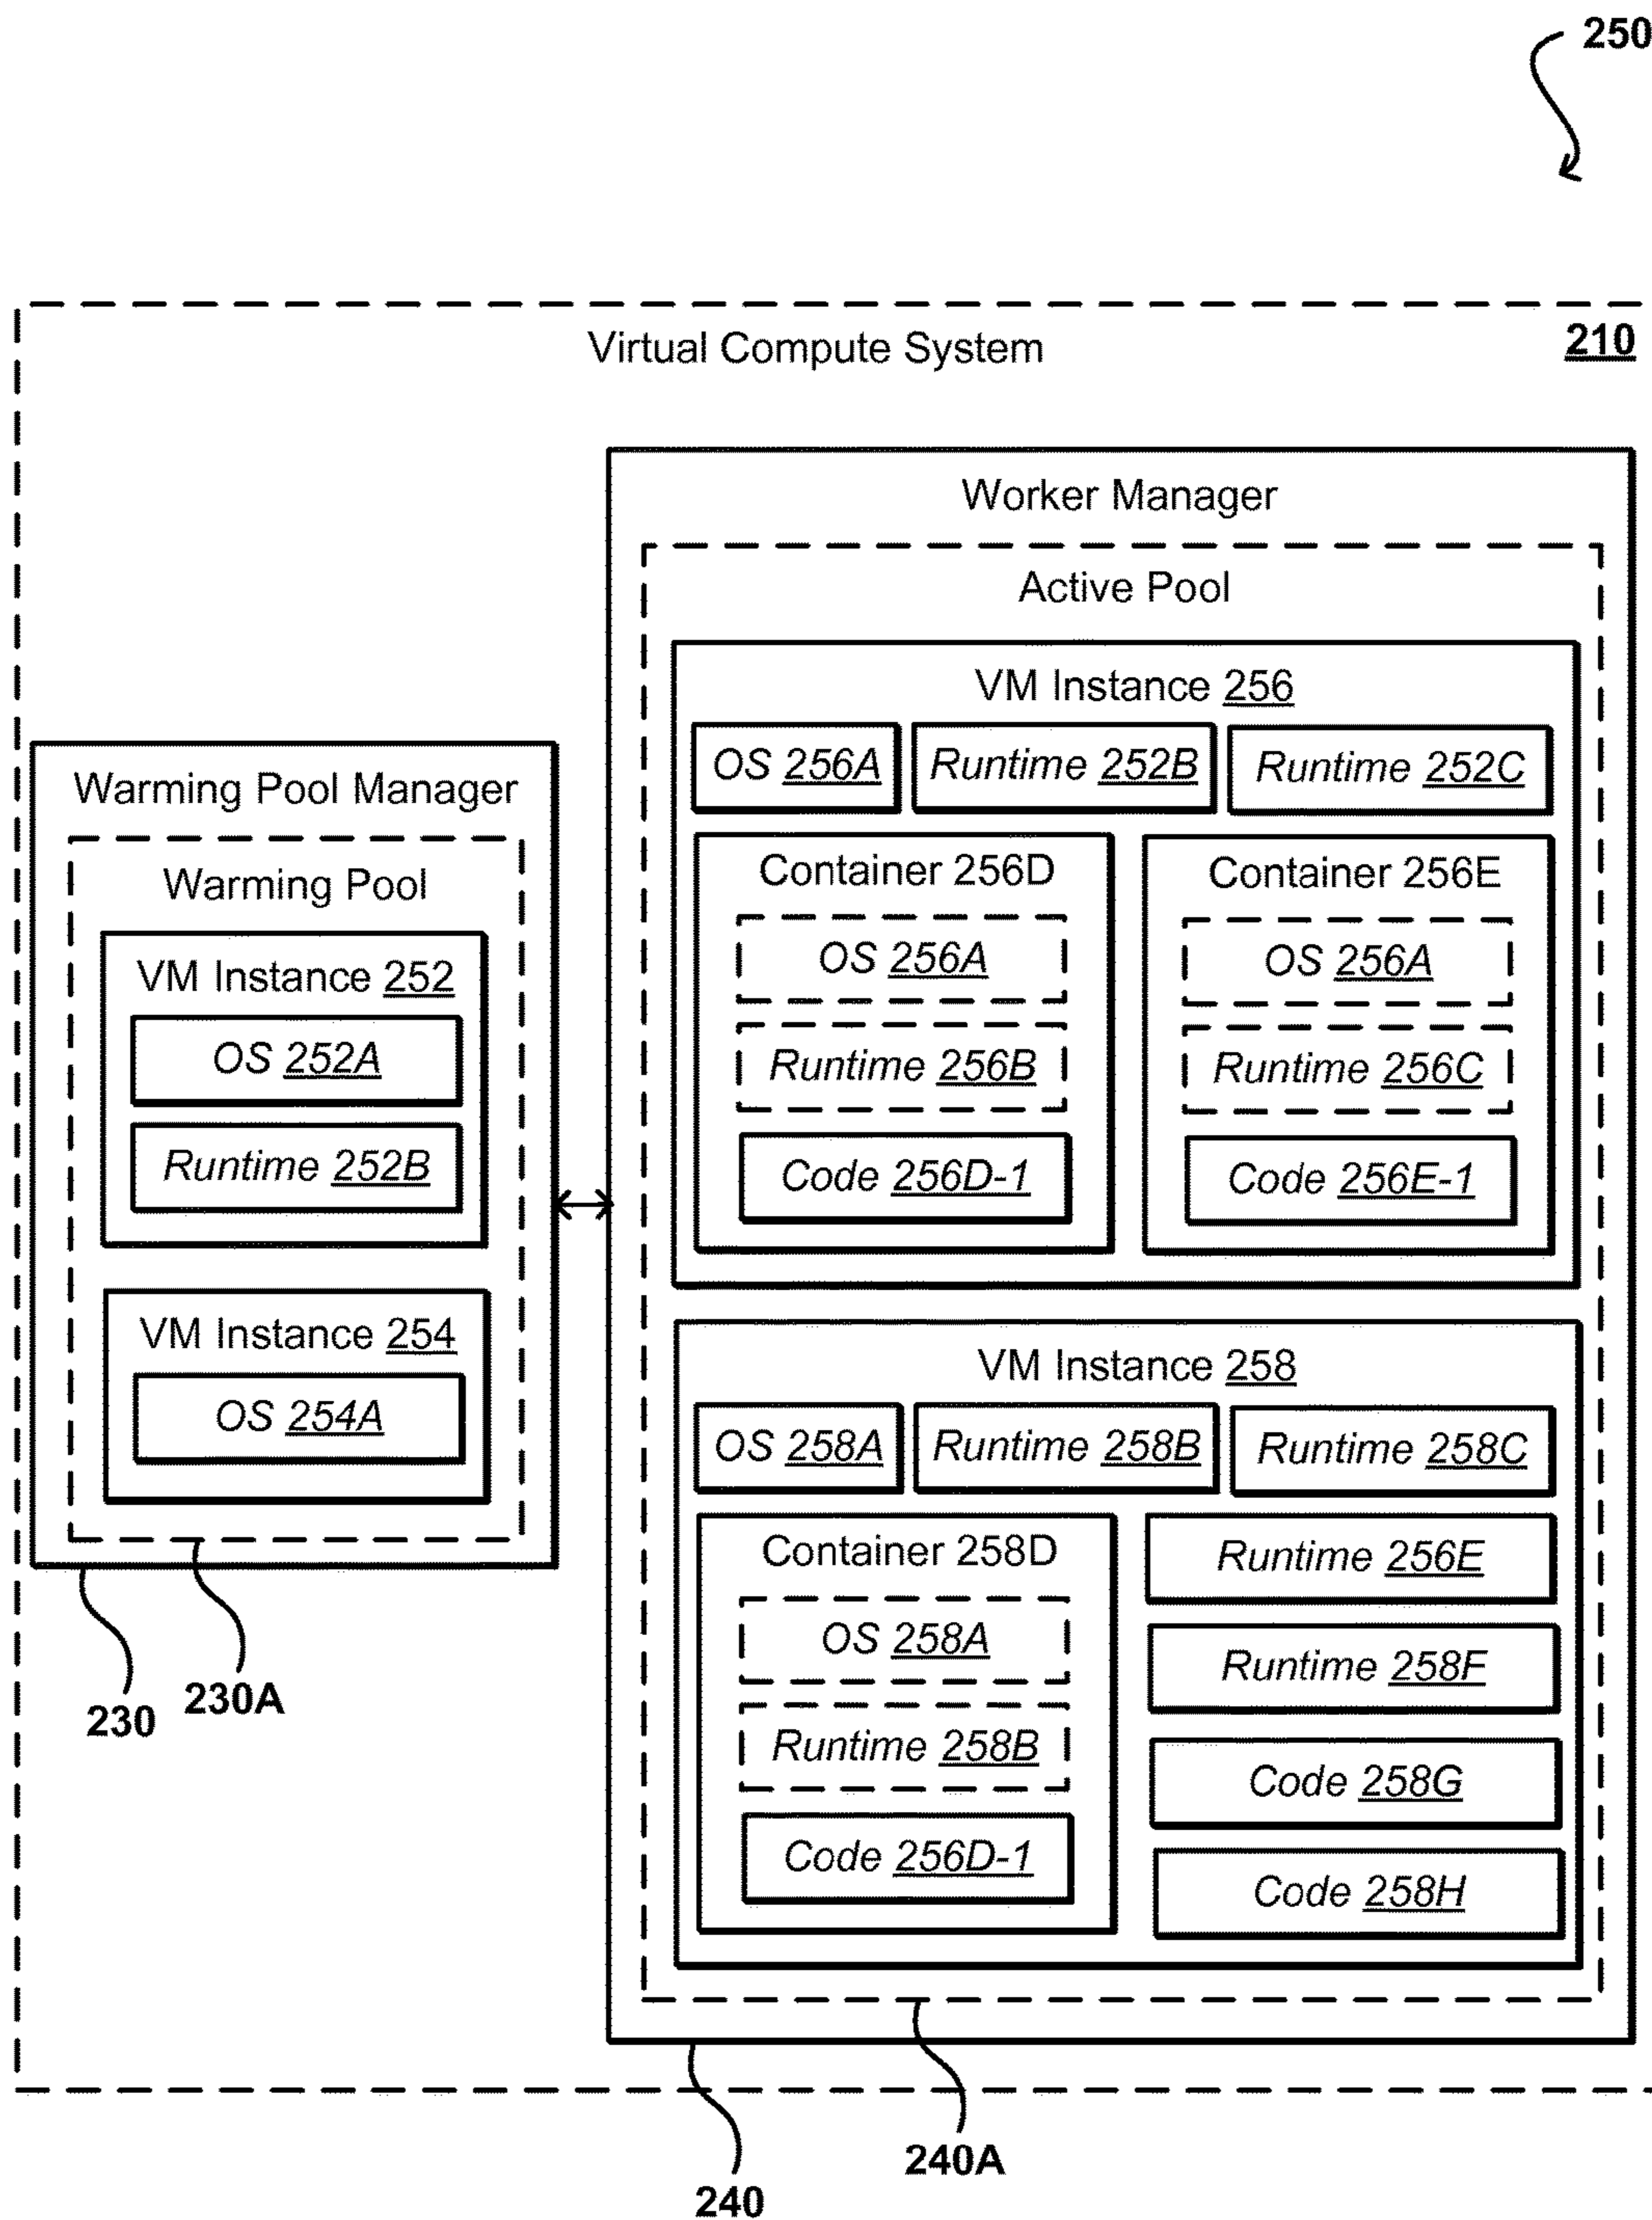 250
Virtual Compute System
210
Worker Manager
Active Pool
VM Instance 256
OS 256A
Runtime 252B
Runtime 252C
Container 256D
OS 256A
Runtime 256B
Code 256D-1
Container 256E
OS 256A
Runtime 256C
Code 256E-1
Warming Pool Manager
Warming Pool
VM Instance 252
OS 252A
Runtime 252B
VM Instance 254
OS 254A
230
230A
VM Instance 258
OS 258A
Runtime 258B
Runtime 258C
Container 258D
OS 258A
Runtime 258B
Code 256D-1
Runtime 256E
Runtime 258F
Code 258G
Code 258H
240A
240